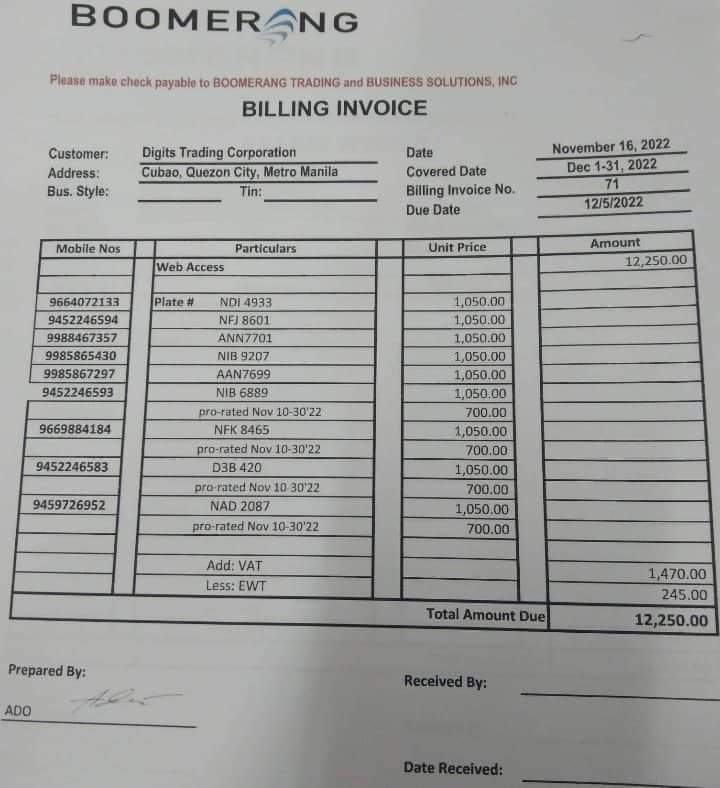 BOOMERANG
Please make check payable to BOOMERANG TRADING and BUSINESS SOLUTIONS, INC
BILLING INVOICE
Customer: Digits Trading Corporation Date November 16, 2022
Address: Cubao, Quezon City, Metro Manila Covered Date Dec 1-31, 2022
Bus. Style: Tin: Billing Invoice No. 71
Due Date 12/5/2022
Mobile Nos Particulars Unit Price Amount
Web Access 12,250.00
9664072133 Plate # NDI 4933 1,050.00
9452246594 NFJ 8601 1,050.00
9988467357 ANN7701 1,050.00
9985865430 NIB 9207 1,050.00
9985867297 AAN7699 1,050.00
9452246593 NIB 6889 1,050.00
pro-rated Nov 10-30'22 700.00
9669884184 NFK 8465 1,050.00
pro-rated Nov 10-30'22 700.00
9452246583 D3B 420 1,050.00
pro-rated Nov 10-30'22 700.00
9459726952 NAD 2087 1,050.00
pro-rated Nov 10-30'22 700.00
Add: VAT 1,470.00
Less: EWT 245.00
Total Amount Due 12,250.00
Prepared By: Received By:
ADO
Date Received: